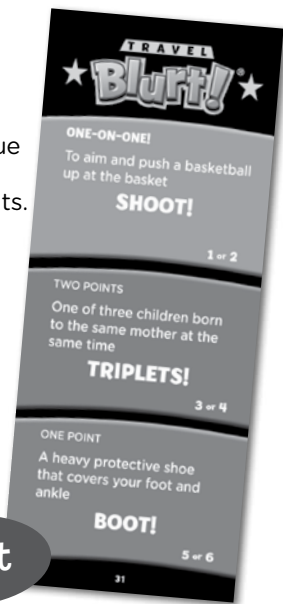 ue
ts.
TRAVEL
Blurt!®
ONE-ON-ONE!
To aim and push a basketball
up at the basket
SHOOT!
1 or 2
TWO POINTS
One of three children born
to the same mother at the
same time
TRIPLETS!
3 or 4
ONE POINT
A heavy protective shoe
that covers your foot and
ankle
BOOT!
5 or 6
t
31